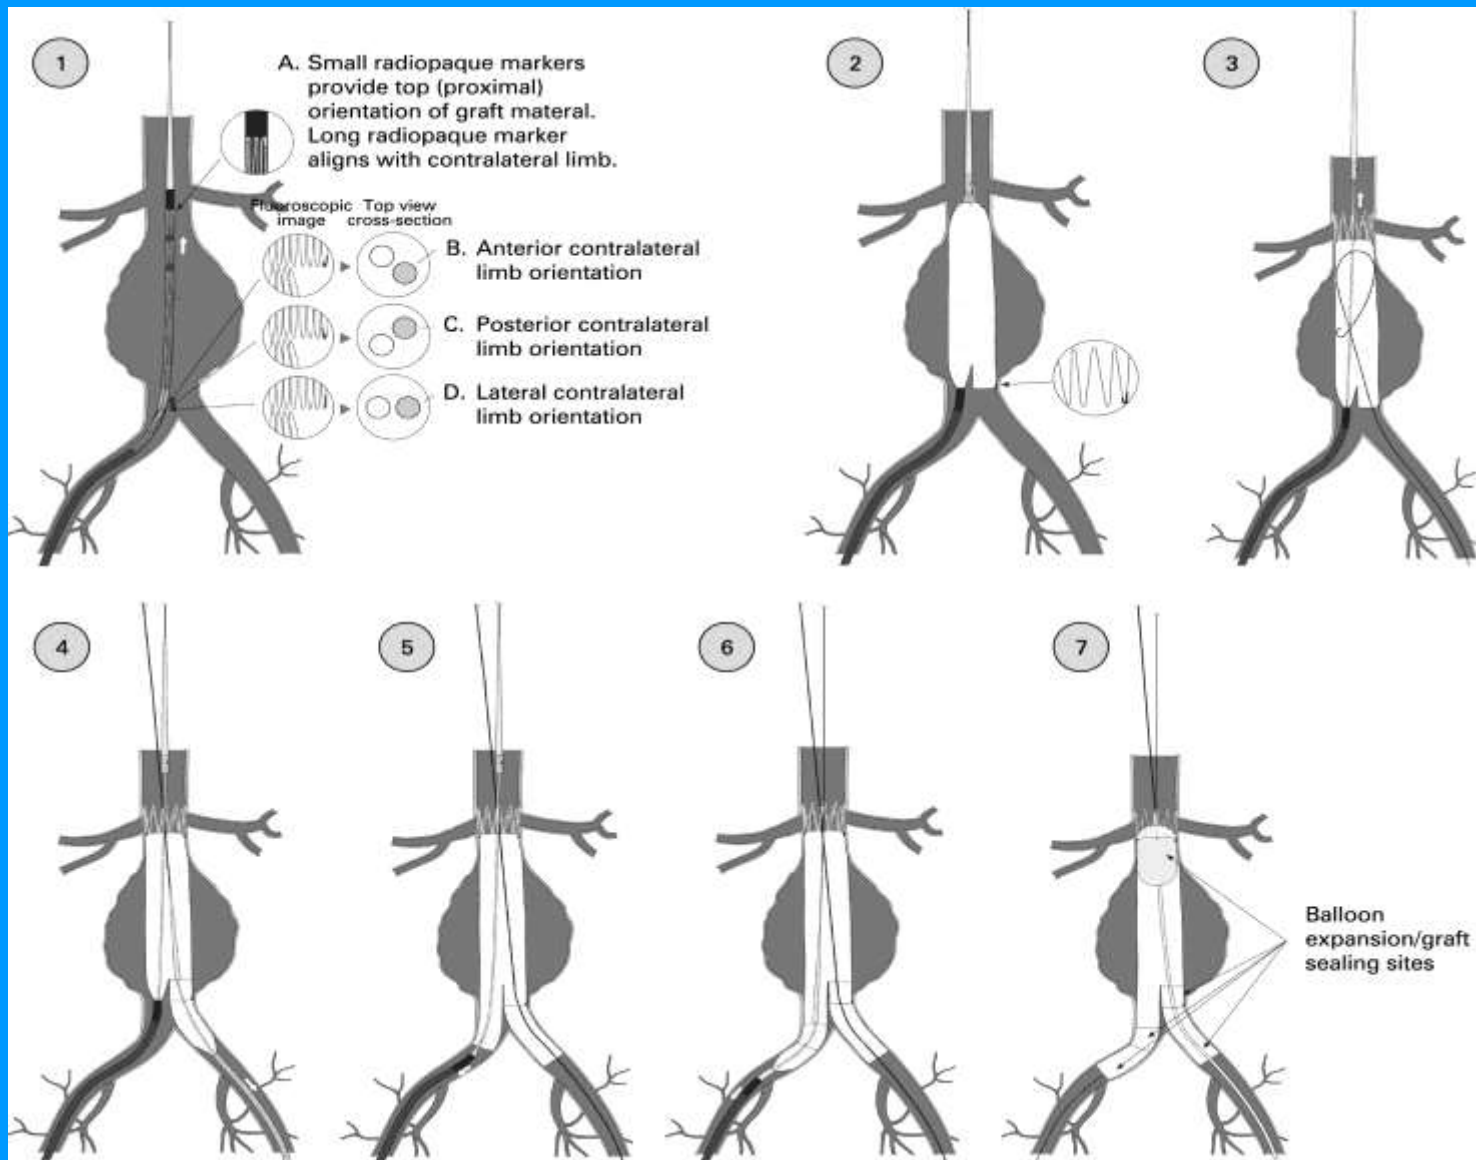 1
A. Small radiopaque markers
provide top (proximal)
orientation of graft materal.
Long radiopaque marker
aligns with contralateral limb.
Fluoroscopic
image
Top view
cross-section
B. Anterior contralateral
limb orientation
C. Posterior contralateral
limb orientation
D. Lateral contralateral
limb orientation
2
3
4
5
6
7
Balloon
expansion/graft
sealing sites